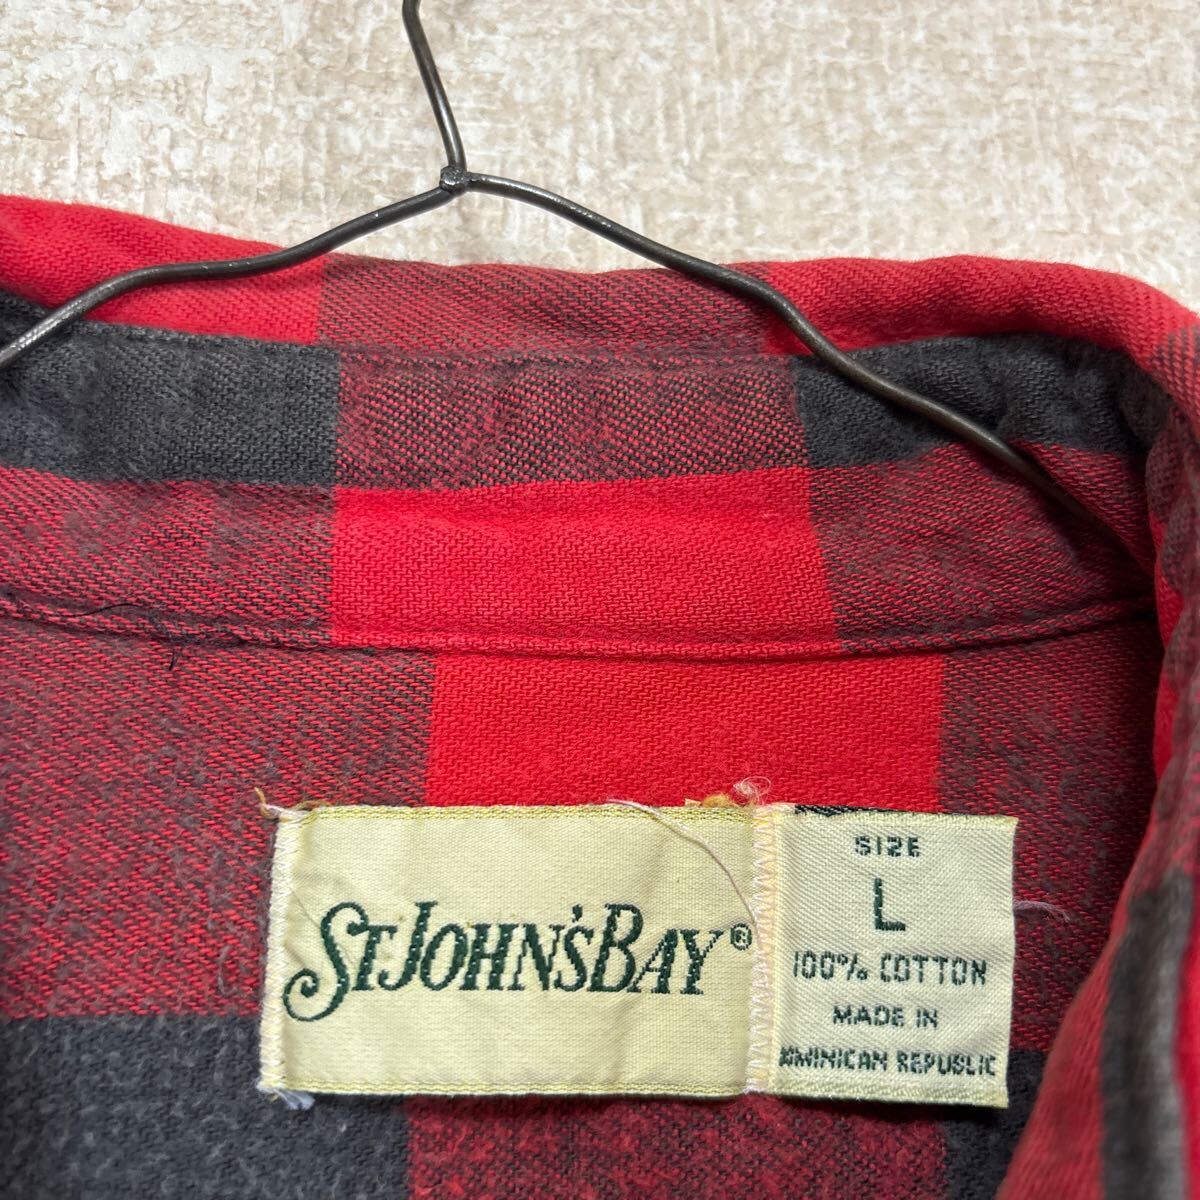 ST. JOHN'S BAY®
SIZE
L
100% COTTON
MADE IN
DOMINICAN REPUBLIC